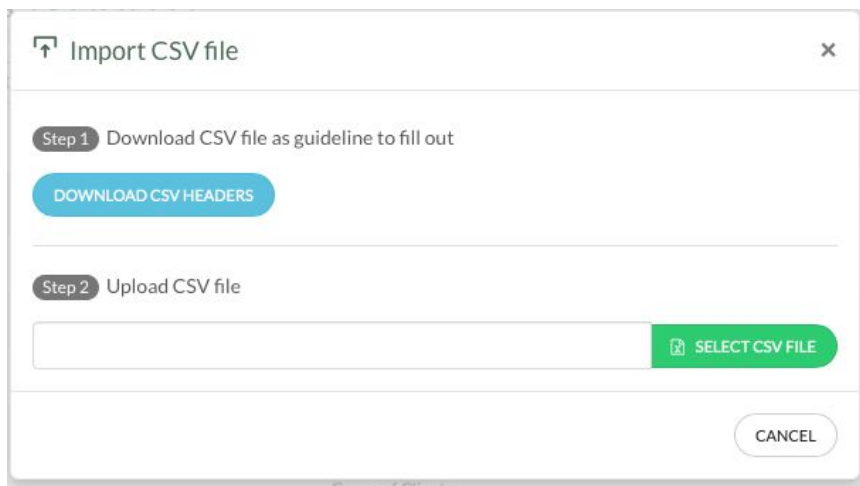 Import CSV file
×
Step 1 Download CSV file as guideline to fill out
DOWNLOAD CSV HEADERS
Step 2 Upload CSV file
SELECT CSV FILE
CANCEL